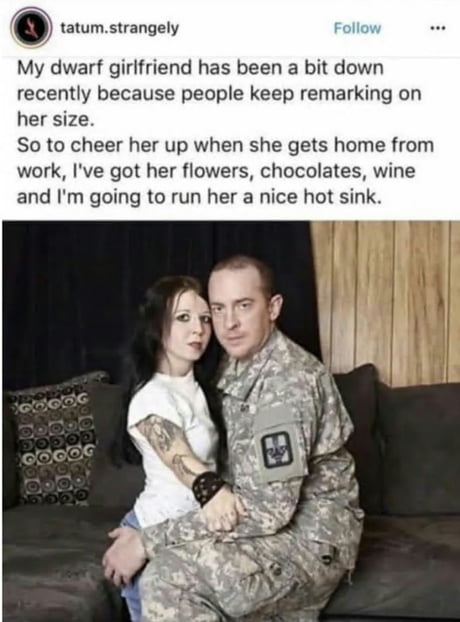 tatum.strangely
Follow
My dwarf girlfriend has been a bit down
recently because people keep remarking on
her size.
So to cheer her up when she gets home from
work, I've got her flowers, chocolates, wine
and I'm going to run her a nice hot sink.